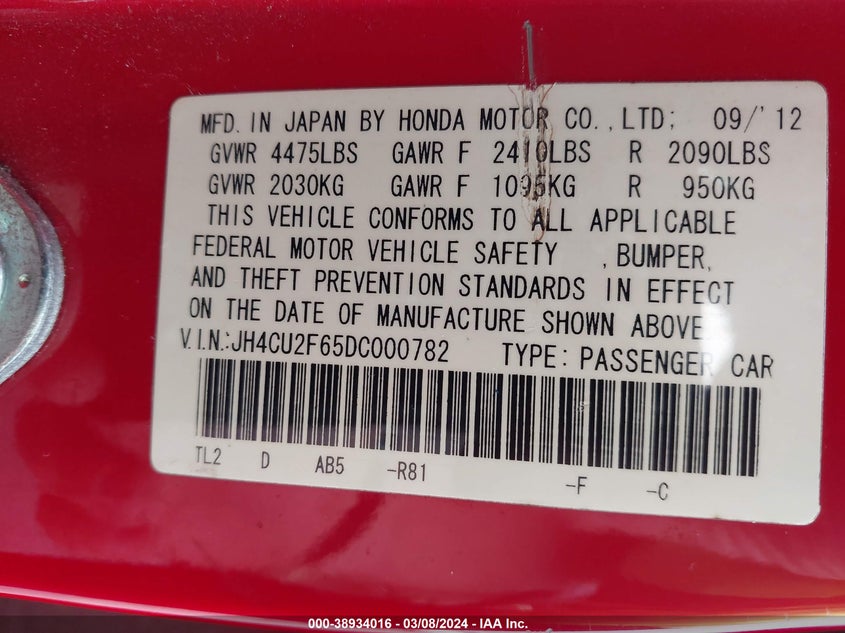 MFD. IN JAPAN BY HONDA MOTOR CO., LTD; 09/'12
GVWR 4475LBS GAWR F 2410LBS R 2090LBS
GVWR 2030KG GAWR F 1095KG R 950KG
THIS VEHICLE CONFORMS TO ALL APPLICABLE
FEDERAL MOTOR VEHICLE SAFETY , BUMPER,
AND THEFT PREVENTION STANDARDS IN EFFECT
ON THE DATE OF MANUFACTURE SHOWN ABOVE
V.I.N.:JH4CU2F65DC000782 TYPE: PASSENGER CAR
TL2 D AB5 -R81 -F -C
000-38934016 - 03/08/2024 - IAA Inc.